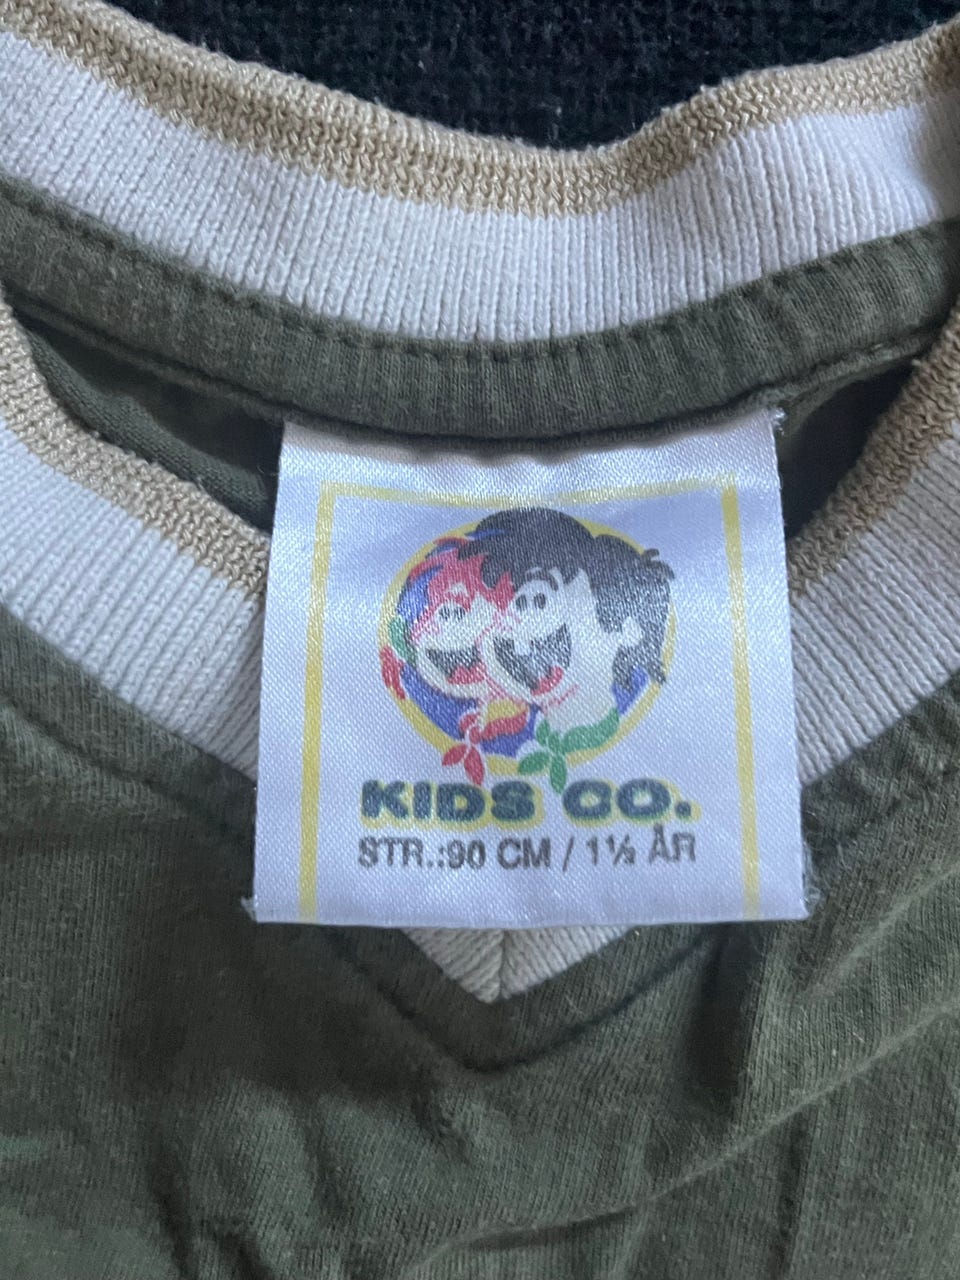 KIDS CO.
STR.:90 CM / 1½ ÅR